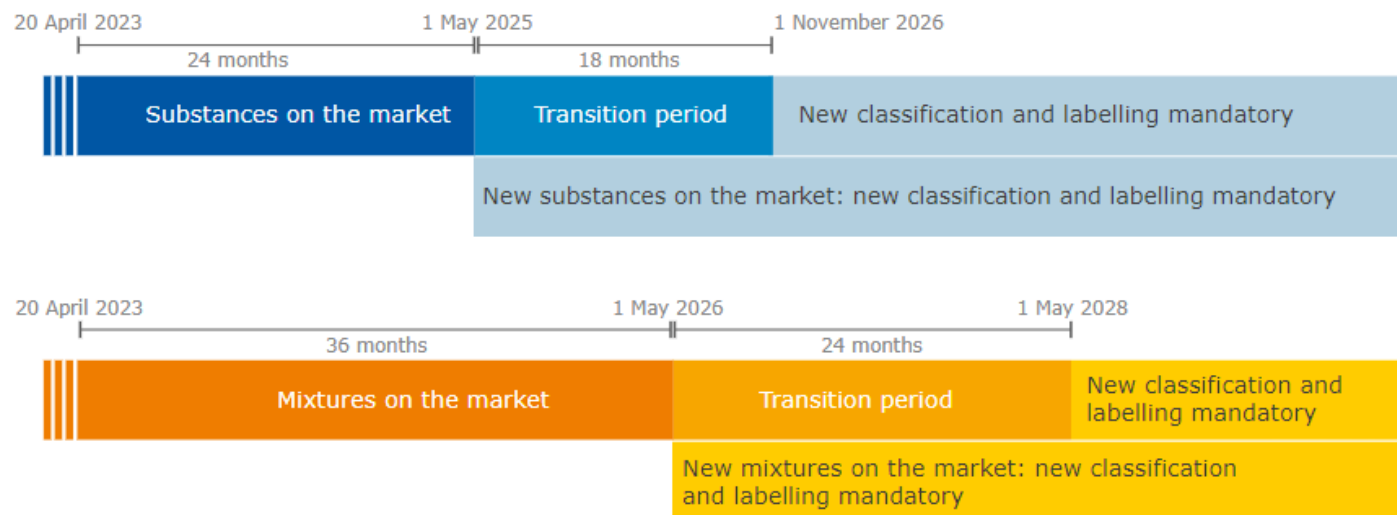 20 April 2023
1 May 2025
1 November 2026
24 months
18 months
Substances on the market
Transition period
New classification and labelling mandatory
New substances on the market: new classification and labelling mandatory
20 April 2023
1 May 2026
1 May 2028
36 months
24 months
Mixtures on the market
Transition period
New classification and
labelling mandatory
New mixtures on the market: new classification
and labelling mandatory